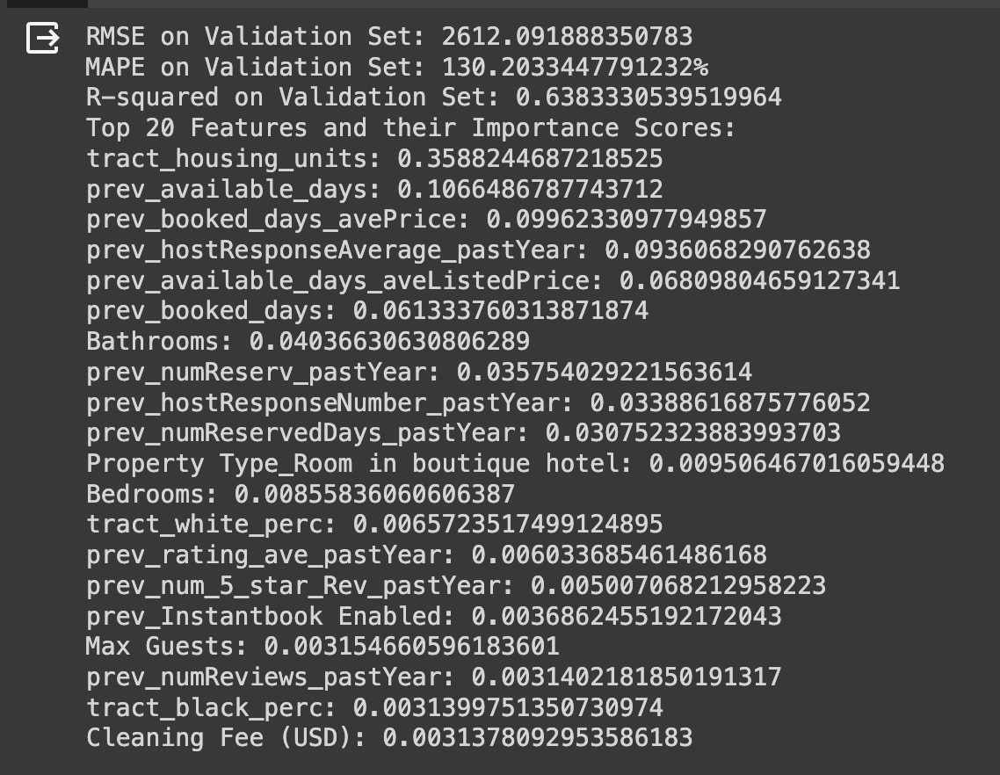 RMSE on Validation Set: 2612.091888350783
MAPE on Validation Set: 130.2033447791232%
R-squared on Validation Set: 0.6383330539519964
Top 20 Features and their Importance Scores:
tract_housing_units: 0.3588244687218525
prev_available_days: 0.1066486787743712
prev_booked_days_avePrice: 0.09962330977949857
prev_hostResponseAverage_pastYear: 0.0936068290762638
prev_available_days_aveListedPrice: 0.06809804659127341
prev_booked_days: 0.061333760313871874
Bathrooms: 0.04036630630806289
prev_numReserv_pastYear: 0.035754029221563614
prev_hostResponseNumber_pastYear: 0.03388616875776052
prev_numReservedDays_pastYear: 0.030752323883993703
Property Type_Room in boutique hotel: 0.009506467016059448
Bedrooms: 0.00855836060606387
tract_white_perc: 0.0065723517499124895
prev_rating_ave_pastYear: 0.006033685461486168
prev_num_5_star_Rev_pastYear: 0.005007068212958223
prev_Instantbook Enabled: 0.0036862455192172043
Max Guests: 0.003154660596183601
prev_numReviews_pastYear: 0.0031402181850191317
tract_black_perc: 0.0031399751350730974
Cleaning Fee (USD): 0.0031378092953586183